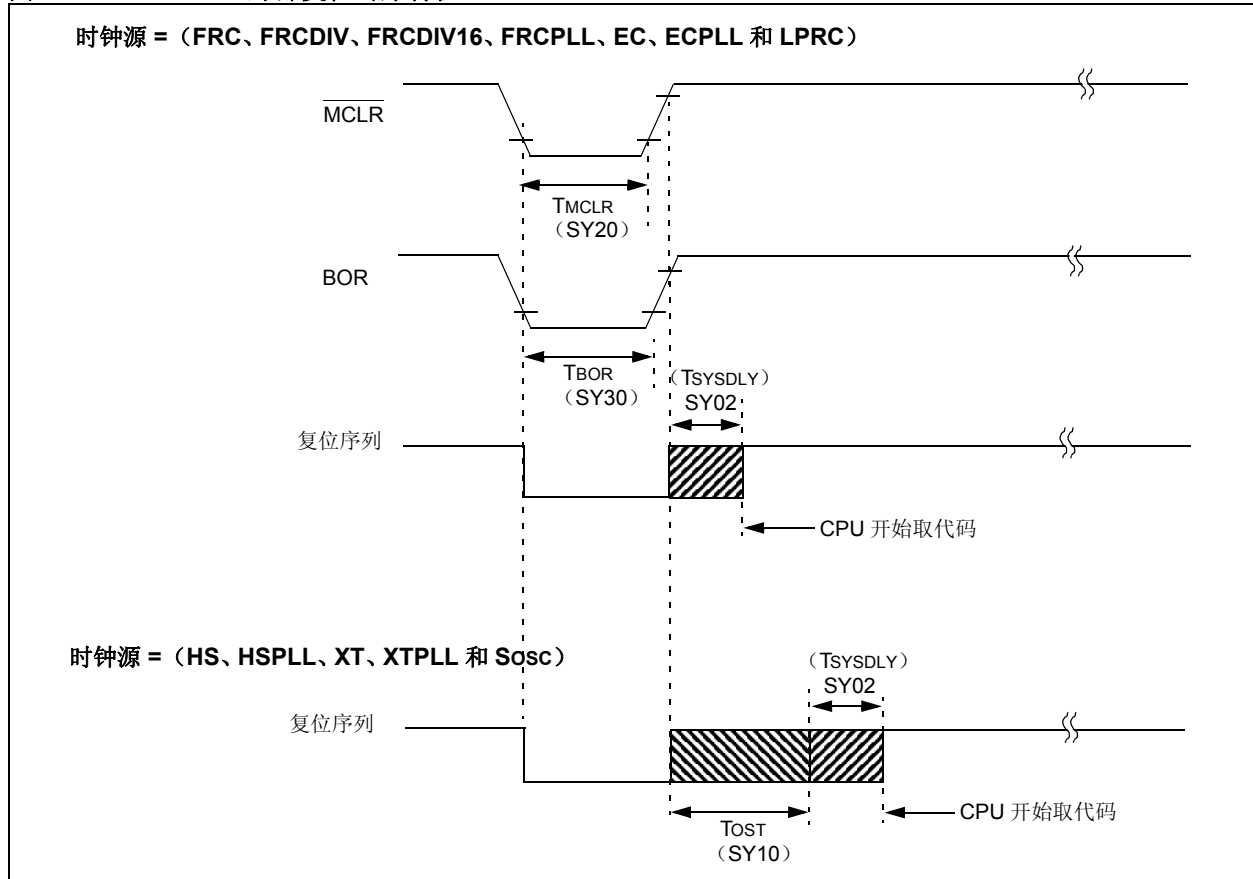 时钟源 =（FRC、FRCDIV、FRCDIV16、FRCPLL、EC、ECPLL 和 LPRC）
MCLR
TMCLR
（SY20）
BOR
TBOR
（SY30）
（TSYSDLY）
SY02
复位序列
CPU 开始取代码
时钟源 =（HS、HSPLL、XT、XTPLL 和 SOSC）
（TSYSDLY）
SY02
复位序列
CPU 开始取代码
TOST
（SY10）